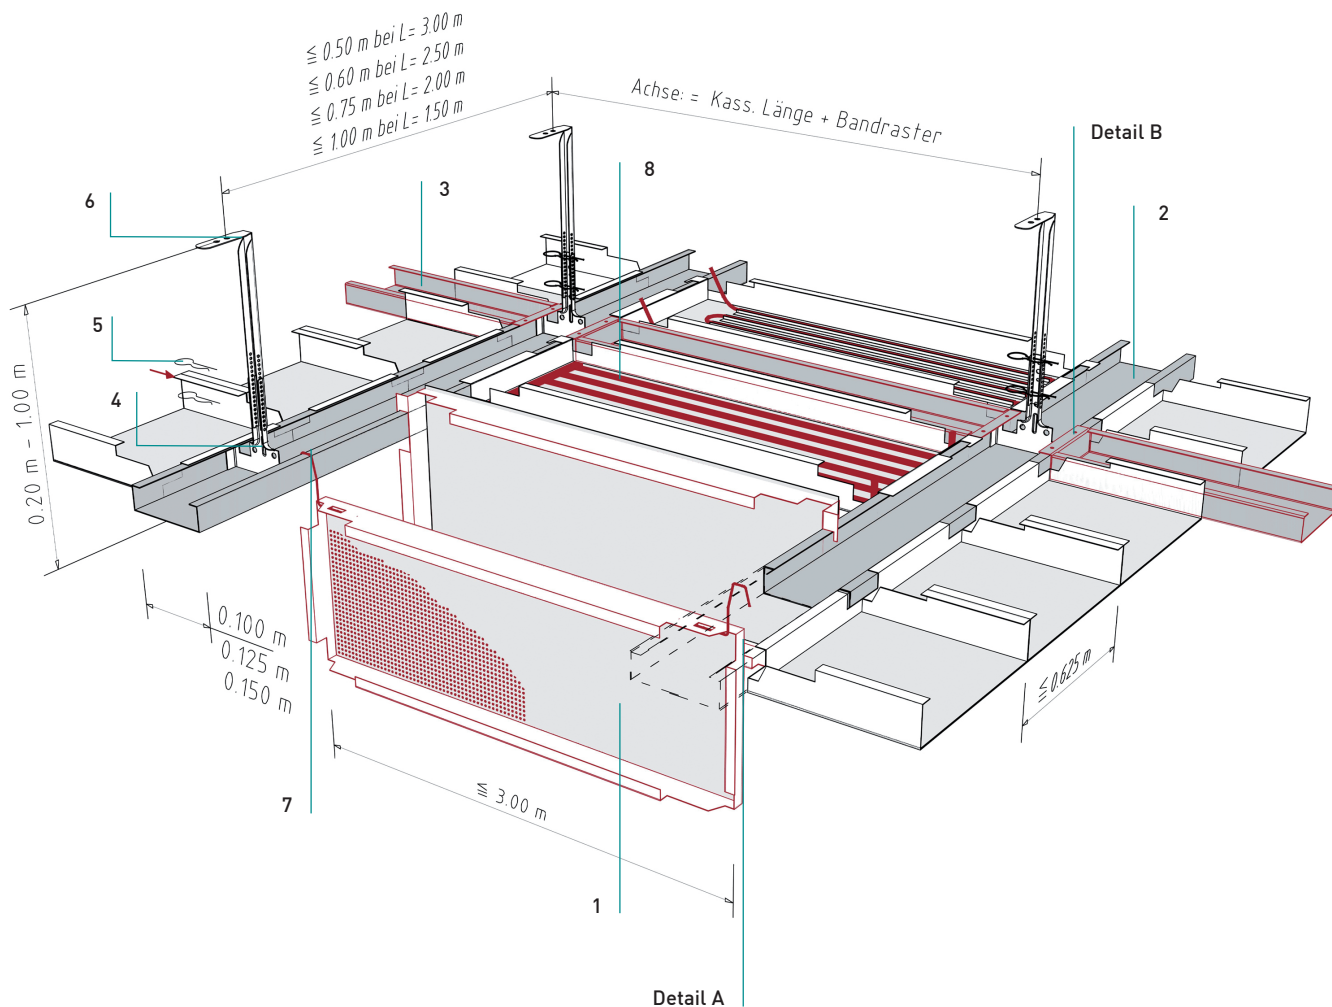 ≦ 0.50 m bei L= 3.00 m
≦ 0.60 m bei L= 2.50 m
≦ 0.75 m bei L= 2.00 m
≦ 1.00 m bei L= 1.50 m
Achse: = Kass. Länge + Bandraster
Detail B
8
3
2
6
5
4
0.20 m – 1.00 m
0.100 m
0.125 m
0.150 m
≦ 0.625 m
≦ 3.00 m
7
1
Detail A